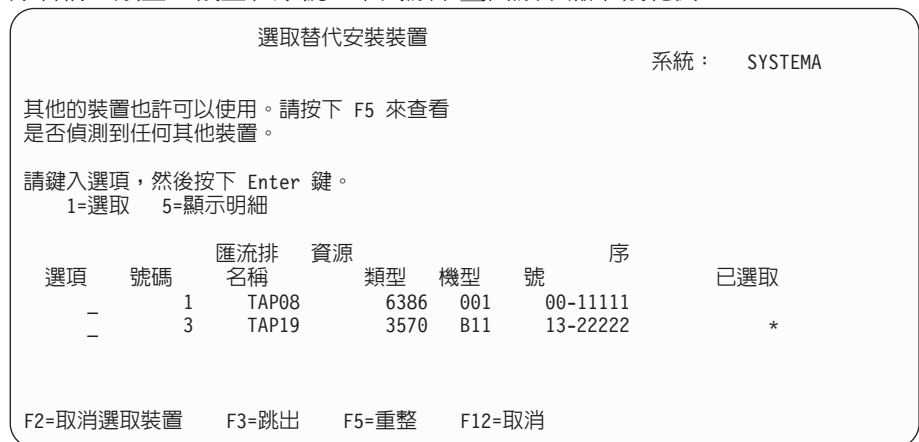 選取替代安裝裝置
系統： SYSTEMA
其他的裝置也許可以使用。請按下 F5 來查看
是否偵測到任何其他裝置。
請鍵入選項，然後按下 Enter 鍵。
1=選取 5=顯示明細
匯流排 資源 序
選項 號碼 名稱 類型 機型 號 已選取
_ 1 TAP08 6386 001 00-11111
_ 3 TAP19 3570 B11 13-22222 *
F2=取消選取裝置 F3=跳出 F5=重整 F12=取消